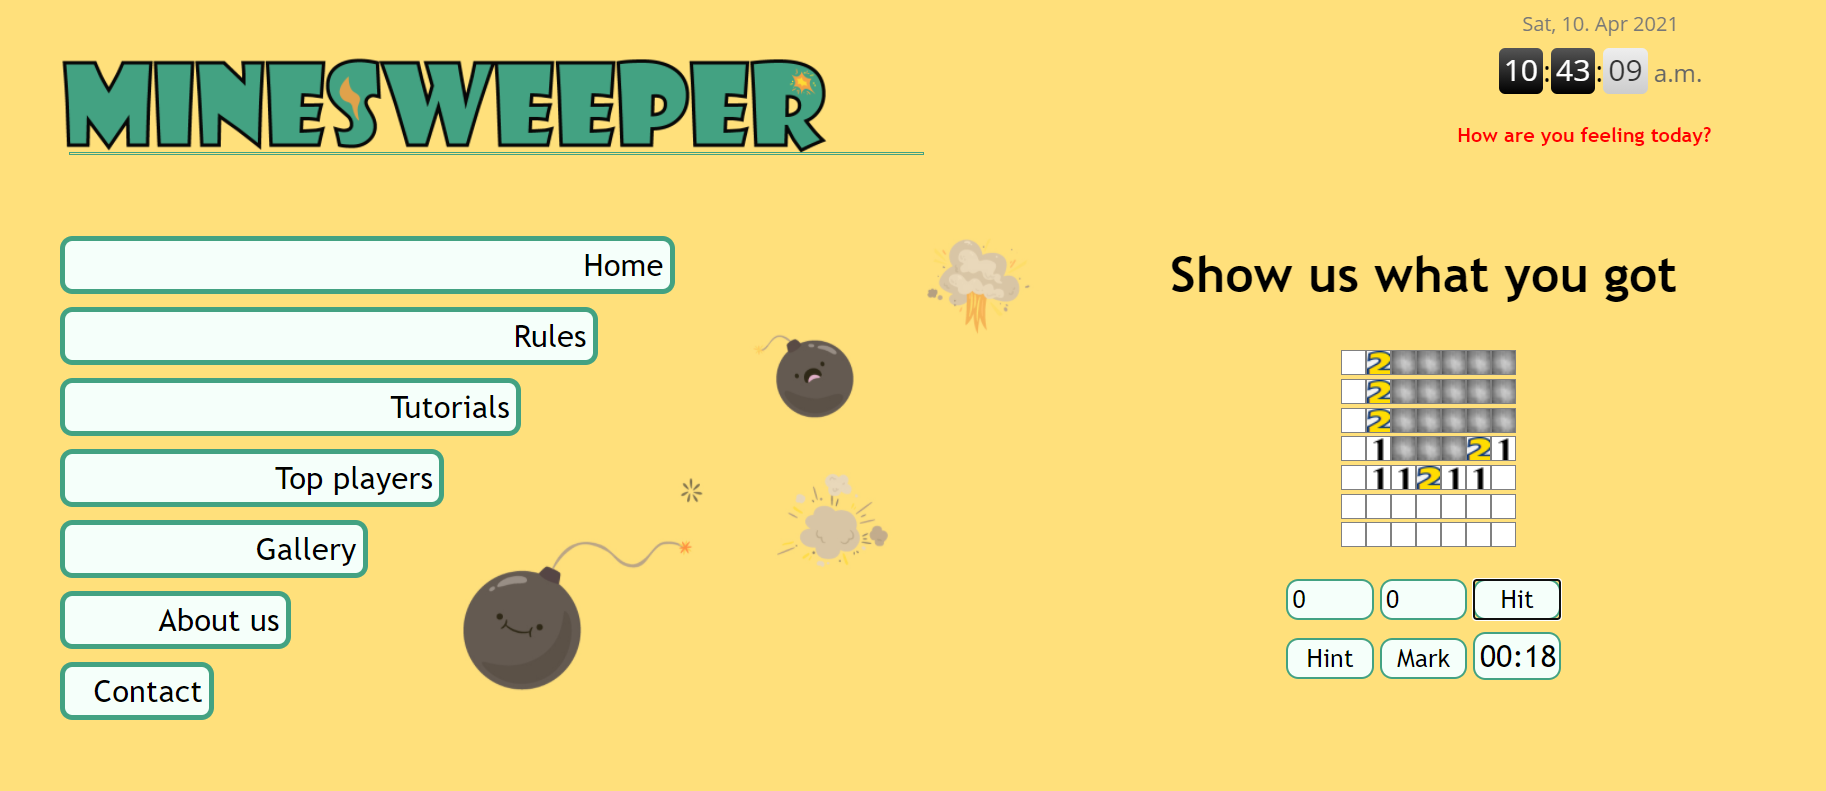 Sat, 10. Apr 2021
MINESWEEPER
10:43:09 a.m.
How are you feeling today?
Home
Show us what you got
Rules
Tutorials
Top players
Gallery
About us
Contact
2
2
2
1 2 1
1 1 2 1 1
0 0 Hit
Hint Mark 00:18